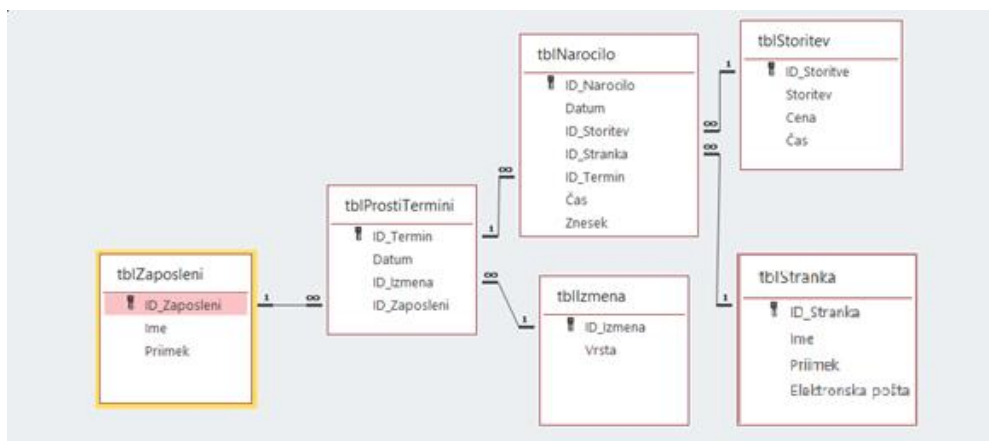 tblZaposleni
ID_Zaposleni
Ime
Priimek
1
∞
tblProstiTermini
ID_Termin
Datum
ID_Izmena
ID_Zaposleni
1
∞
∞
1
tblNarocilo
ID_Narocilo
Datum
ID_Storitev
ID_Stranka
ID_Termin
Čas
Znesek
∞
1
∞
1
tblIzmena
ID_Izmena
Vrsta
tblStoritev
ID_Storitve
Storitev
Cena
Čas
tblStranka
ID_Stranka
Ime
Priimek
Elektronska pošta